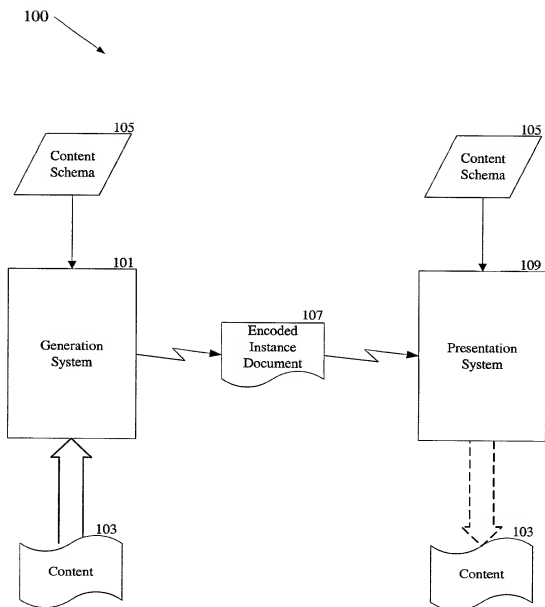 100
105
Content
Schema
105
Content
Schema
101
Generation
System
107
Encoded
Instance
Document
109
Presentation
System
103
Content
103
Content